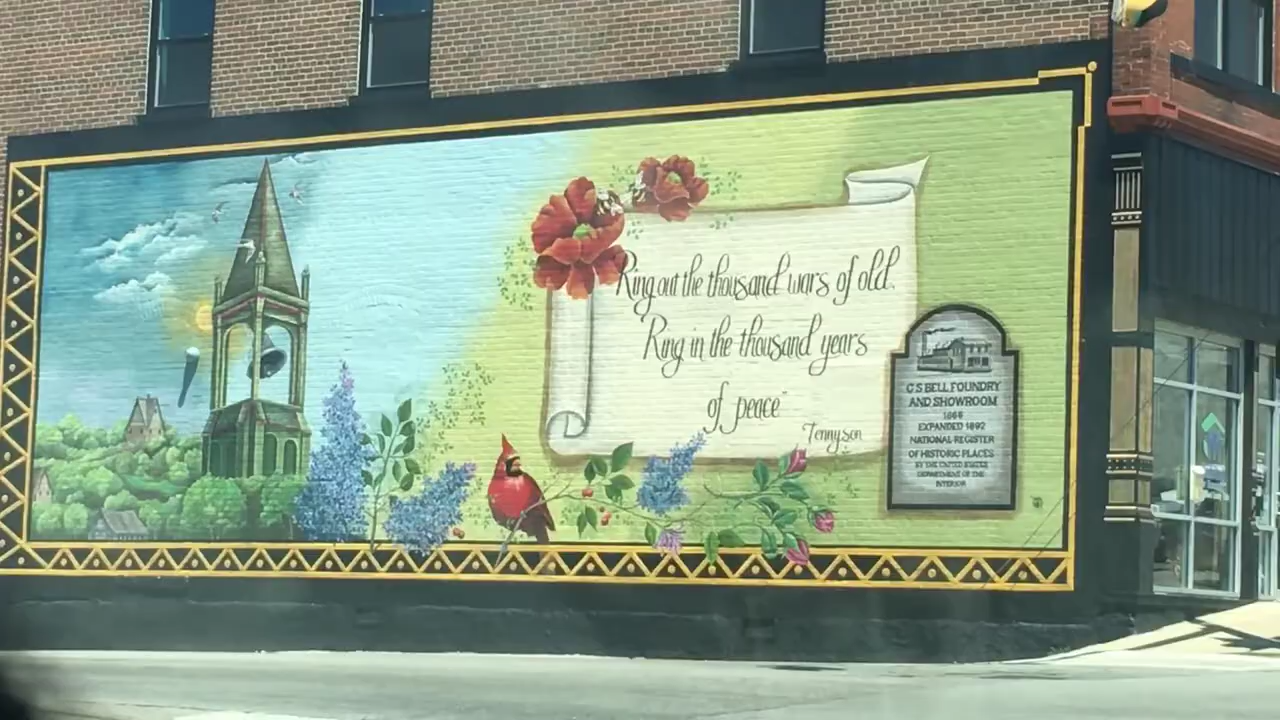 Ring out the thousand wars of old.
Ring in the thousand years
of peace"
Tennyson
C S BELL FOUNDRY
AND SHOWROOM
EXPANDED 1892
NATIONAL REGISTER
OF HISTORIC PLACES
BY THE UNITED STATES
DEPARTMENT OF THE
INTERIOR